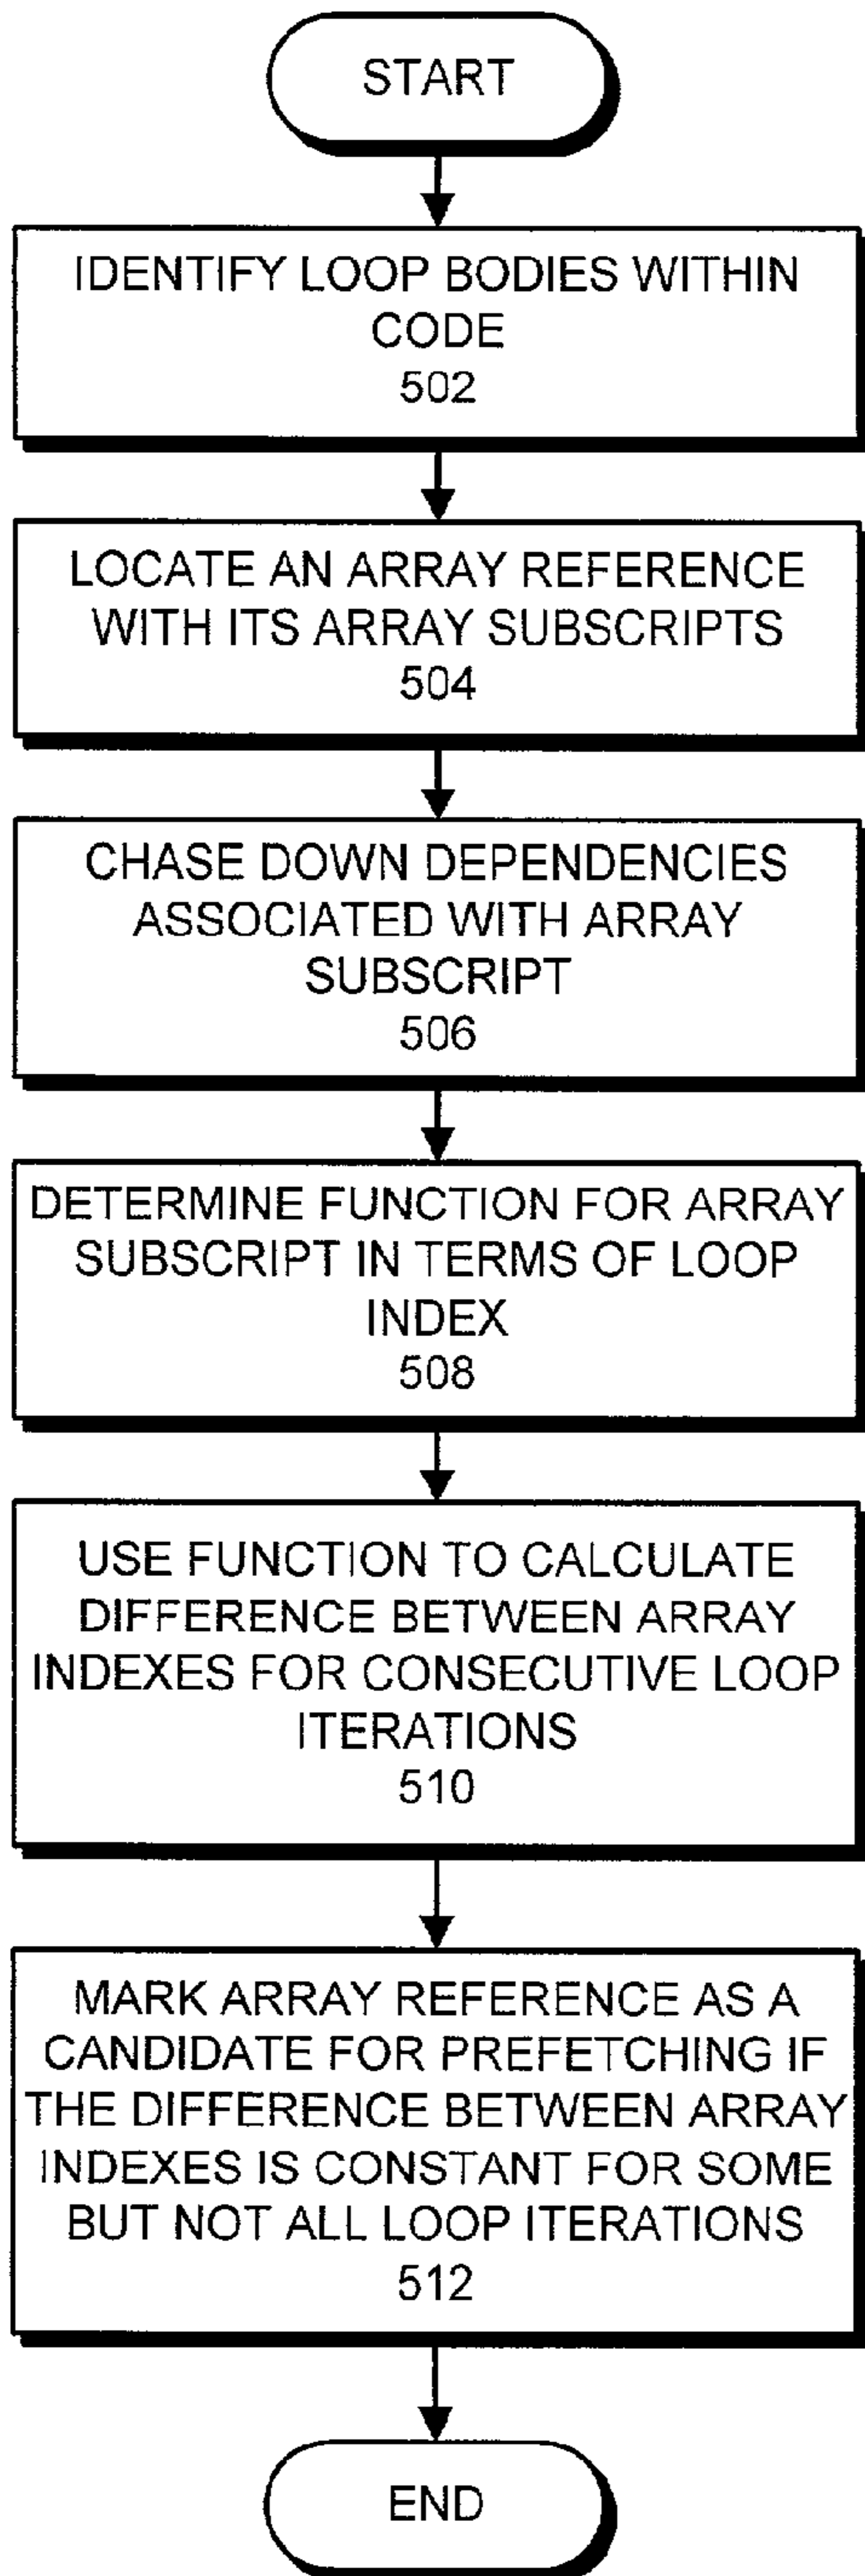 START
IDENTIFY LOOP BODIES WITHIN
CODE
502
LOCATE AN ARRAY REFERENCE
WITH ITS ARRAY SUBSCRIPTS
504
CHASE DOWN DEPENDENCIES
ASSOCIATED WITH ARRAY
SUBSCRIPT
506
DETERMINE FUNCTION FOR ARRAY
SUBSCRIPT IN TERMS OF LOOP
INDEX
508
USE FUNCTION TO CALCULATE
DIFFERENCE BETWEEN ARRAY
INDEXES FOR CONSECUTIVE LOOP
ITERATIONS
510
MARK ARRAY REFERENCE AS A
CANDIDATE FOR PREFETCHING IF
THE DIFFERENCE BETWEEN ARRAY
INDEXES IS CONSTANT FOR SOME
BUT NOT ALL LOOP ITERATIONS
512
END